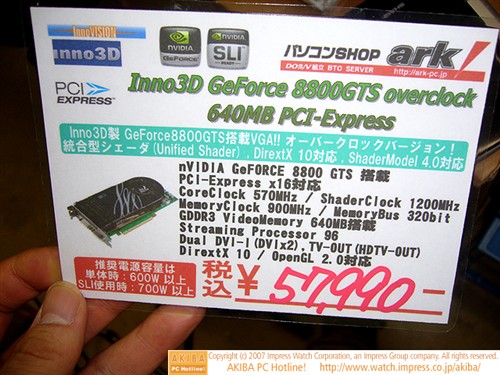 InnoVISION
inno3D
NVIDIA
GeFORCE
NVIDIA
SLI
READY
パソコンSHOP ark!
DOS/V組立 BTO SERVER
http://ark-pc.jp/
PCI EXPRESS
Inno3D GeForce 8800GTS overclock
640MB PCI-Express
Inno3D製 GeForce8800GTS搭載VGA!! オーバークロックバージョン！
統合型シェーダ(Unified Shader)、DirextX 10対応、ShaderModel 4.0対応
nVIDIA GeFORCE 8800 GTS 搭載
PCI-Express x16対応
CoreClock 570MHz / ShaderClock 1200MHz
MemoryClock 900MHz / MemoryBus 320bit
GDDR3 VideoMemory 640MB搭載
Streaming Processor 96
Dual DVI-I(DVIx2),TV-OUT(HDTV-OUT)
DirextX 10 / OpenGL 2.0対応
推奨電源容量は
単体時：600W以上
SLI使用時：700W以上
税込 ¥57,990-
AKIBA PC Hotline!
Copyright (c) 2007 Impress Watch Corporation, an Impress Group company. All rights reserved.
AKIBA PC Hotline! http://www.watch.impress.co.jp/akiba/